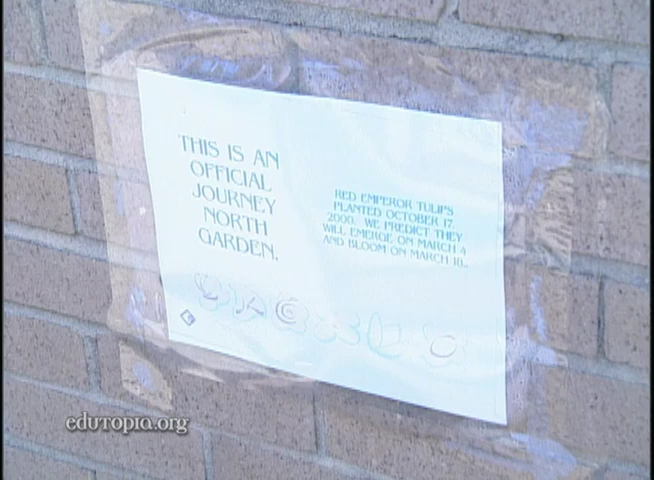 THIS IS AN
OFFICIAL
JOURNEY
NORTH
GARDEN.
RED EMPEROR TULIPS
PLANTED OCTOBER 17,
2000. WE PREDICT THEY
WILL EMERGE ON MARCH 4
AND BLOOM ON MARCH 18.
edutopia.org